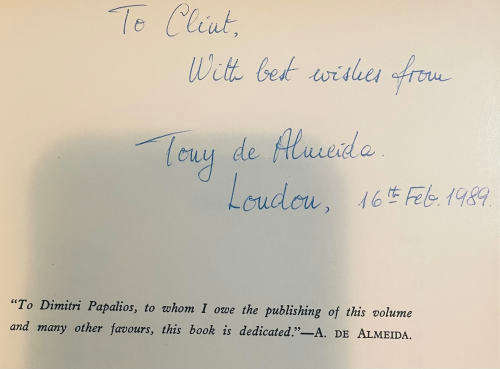 To Clint,
With best wishes from
Tony de Almeida.
London, 16th Feb. 1989.
"To Dimitri Papalios, to whom I owe the publishing of this volume
and many other favours, this book is dedicated."—A. DE ALMEIDA.